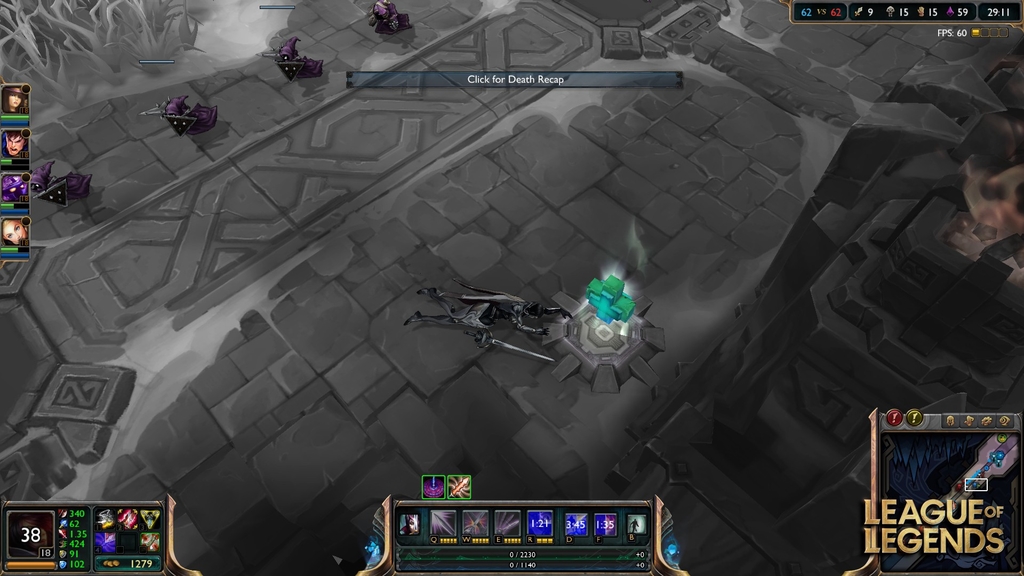 62 VS 62 9 15 15 59 29:11
FPS: 60
Click for Death Recap
38
18
340
62
1.35
424
91
102
1279
1:21 3:45 1:35
Q W E R D F B
0 / 2230 +0
0 / 1140 +0
LEAGUE OF
LEGENDS